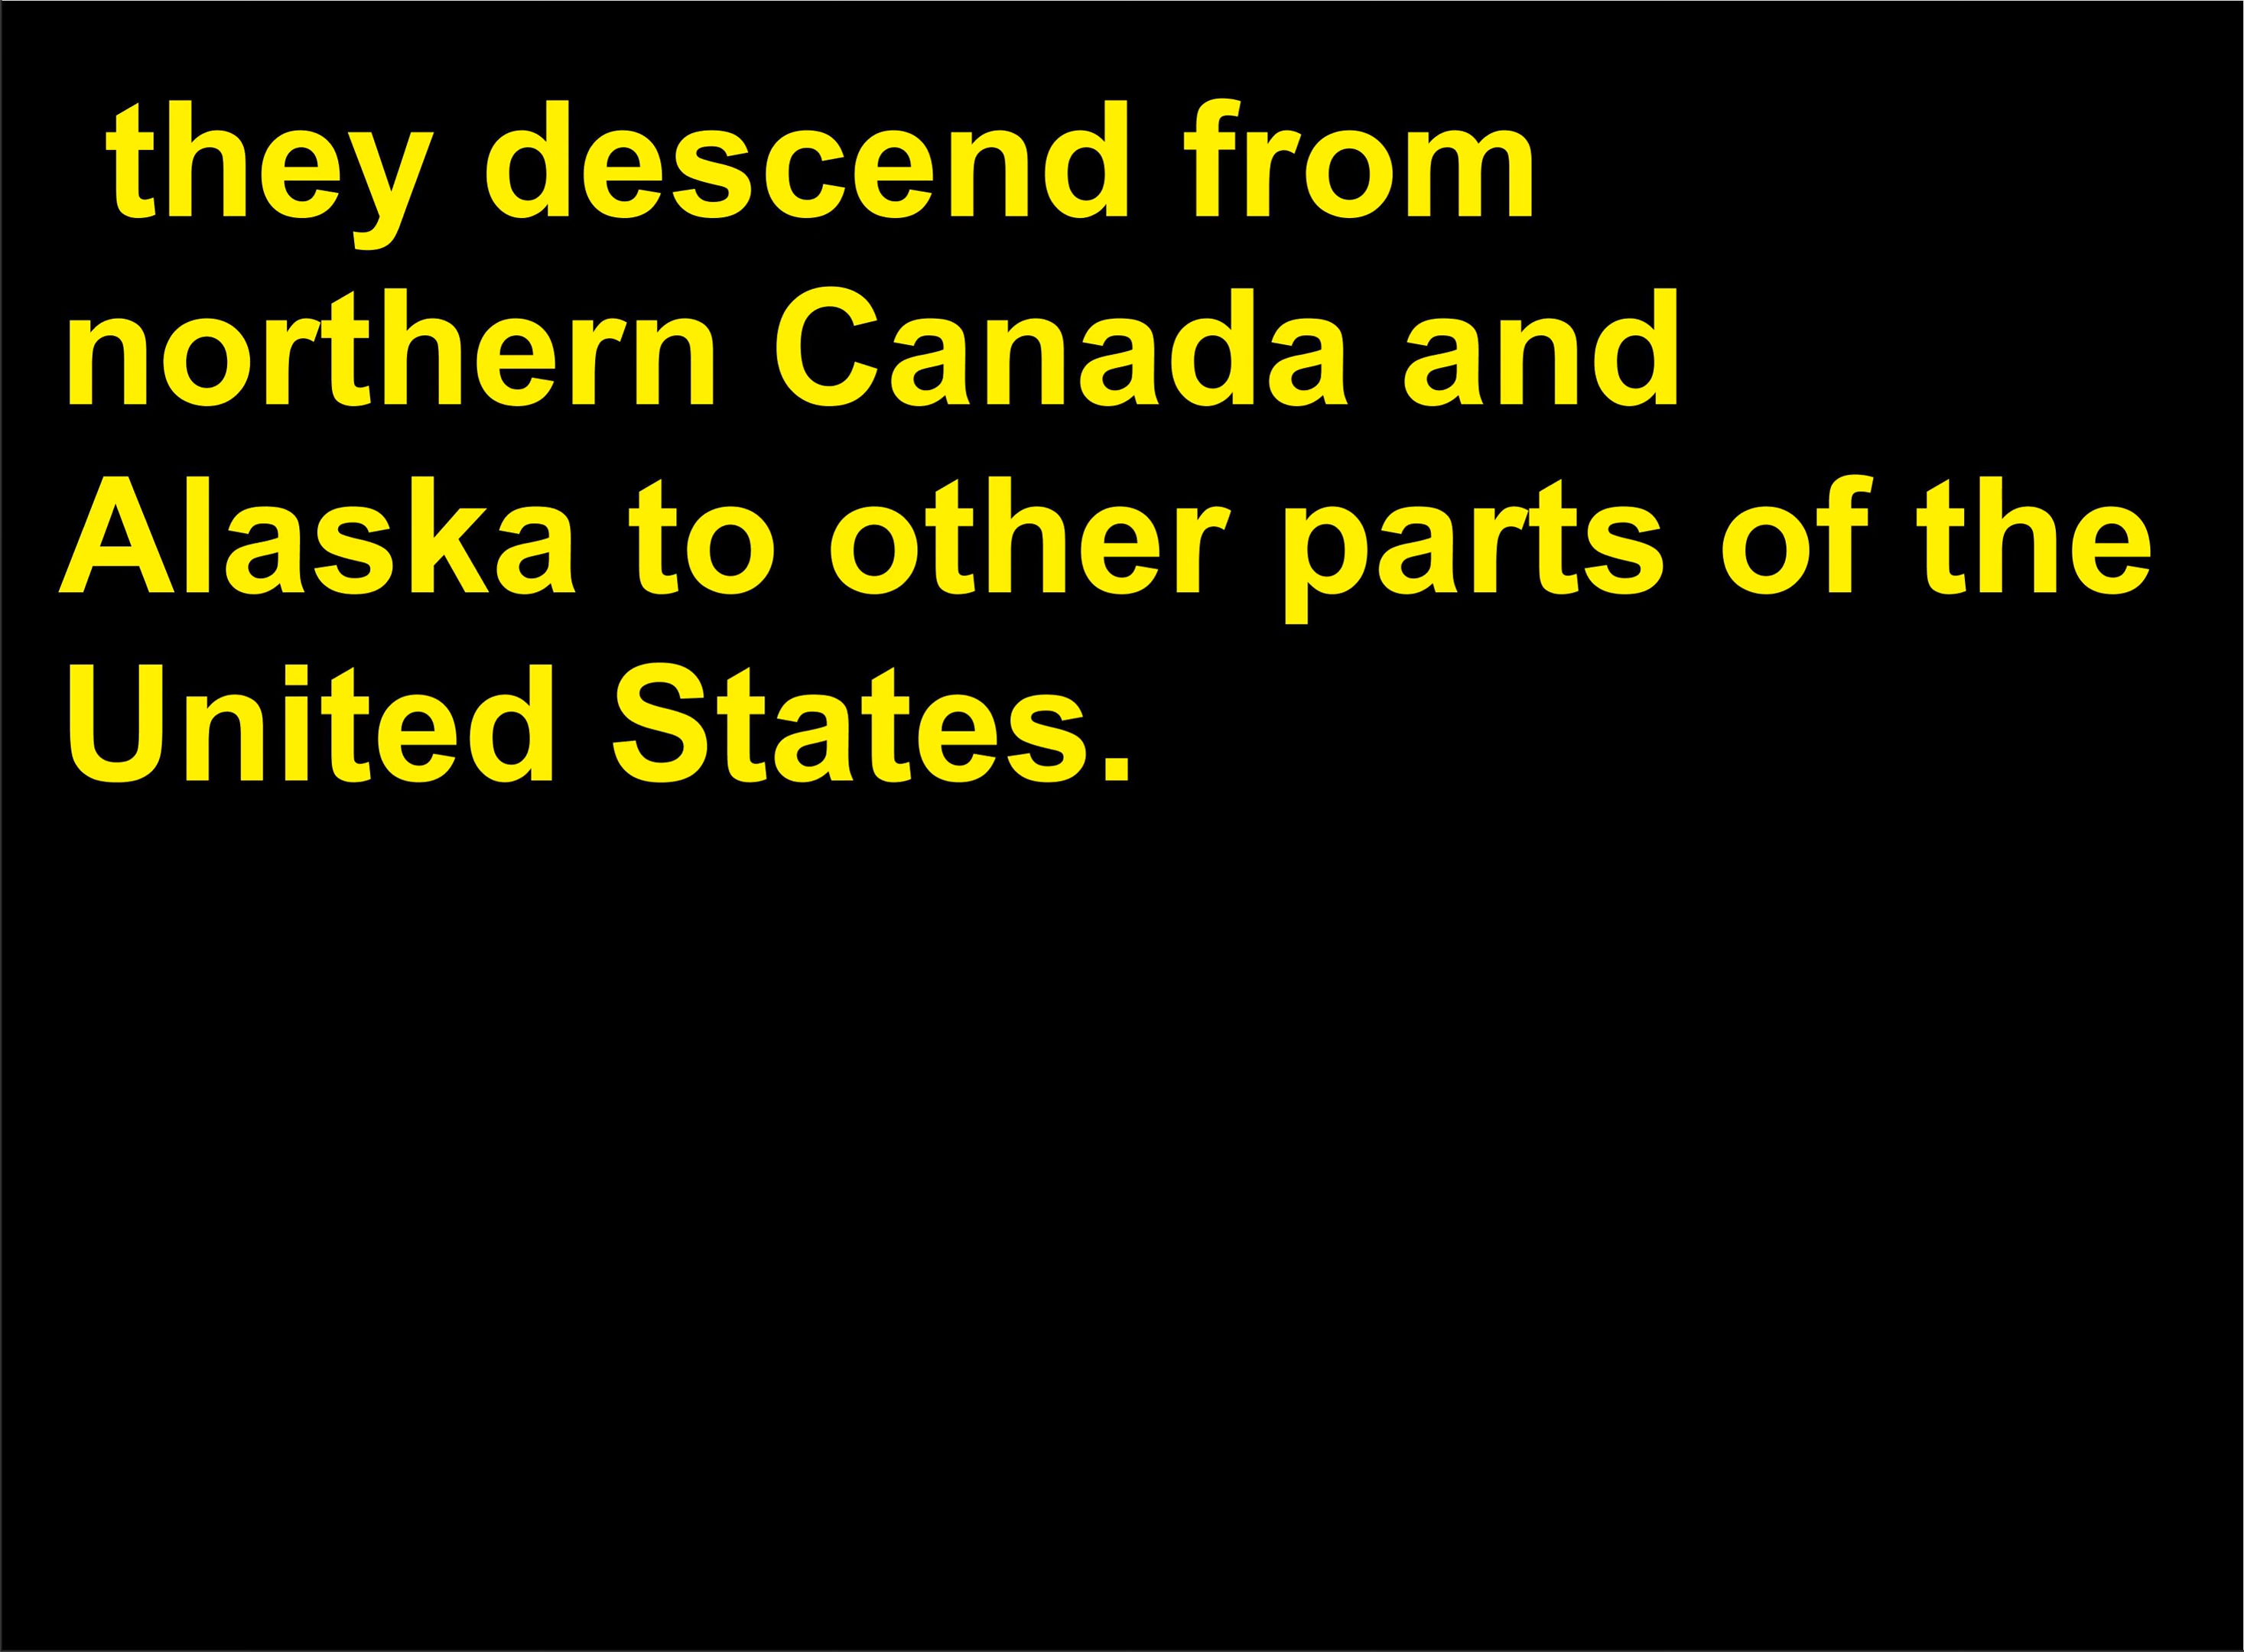 they descend from
northern Canada and
Alaska to other parts of the
United States.